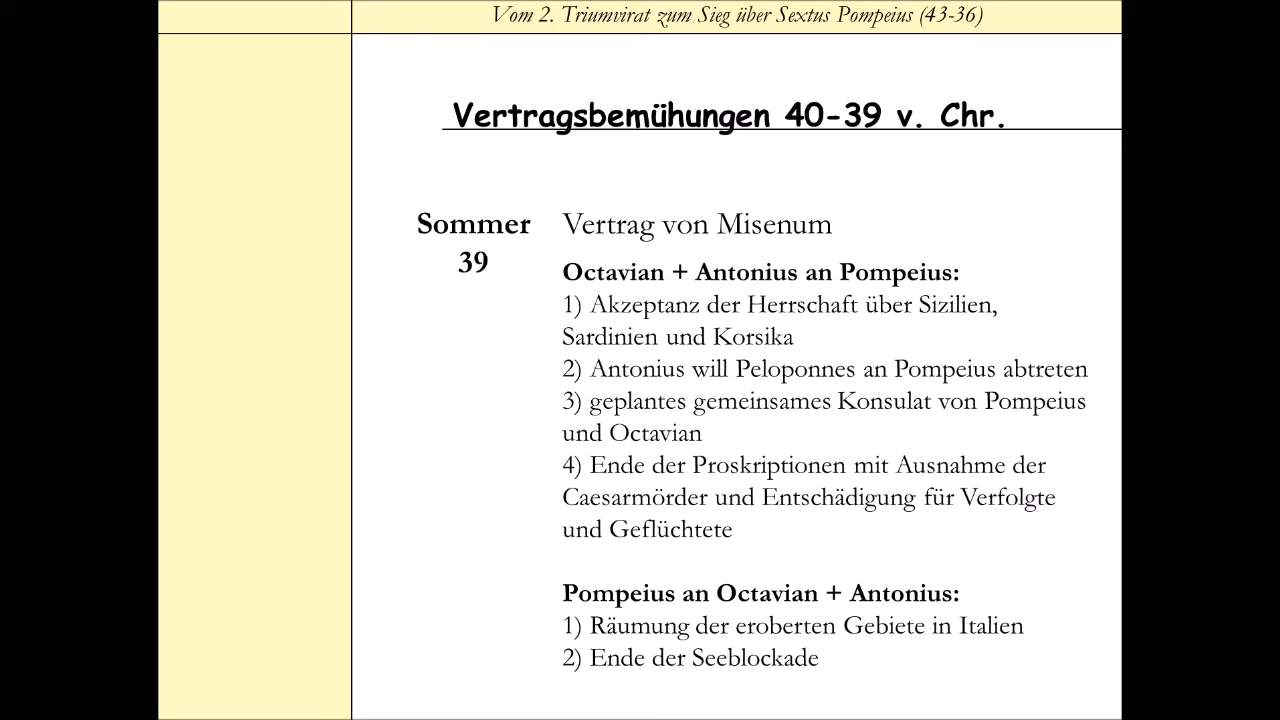 Vom 2. Triumvirat zum Sieg über Sextus Pompeius (43-36)
Vertragsbemühungen 40-39 v. Chr.
Sommer 39
Vertrag von Misenum
Octavian + Antonius an Pompeius:
1) Akzeptanz der Herrschaft über Sizilien,
Sardinien und Korsika
2) Antonius will Peloponnes an Pompeius abtreten
3) geplantes gemeinsames Konsulat von Pompeius
und Octavian
4) Ende der Proskriptionen mit Ausnahme der
Caesarmörder und Entschädigung für Verfolgte
und Geflüchtete
Pompeius an Octavian + Antonius:
1) Räumung der eroberten Gebiete in Italien
2) Ende der Seeblockade